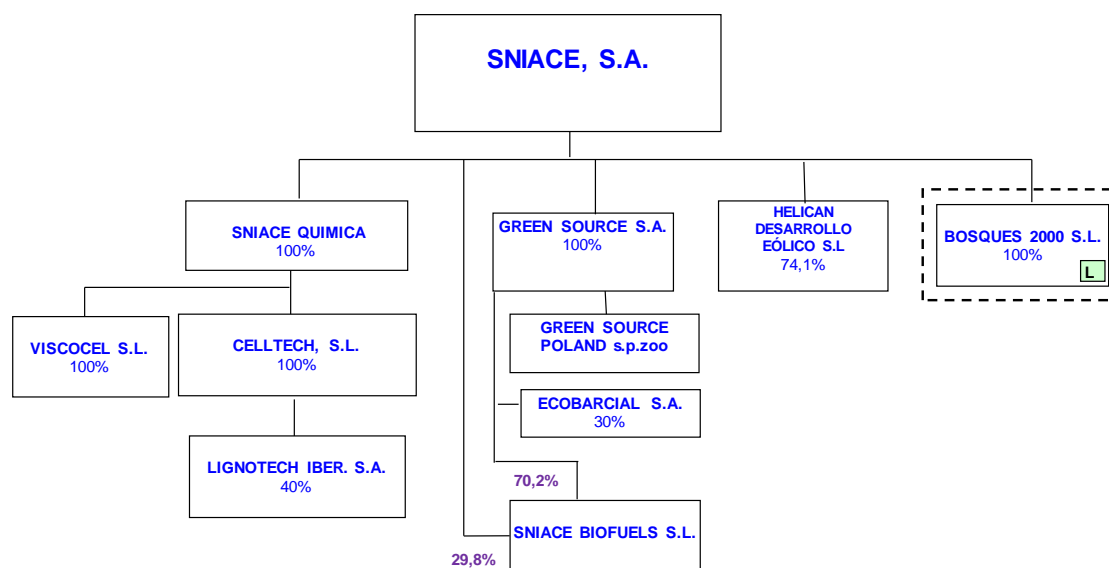 SNIACE, S.A.
SNIACE QUIMICA
100%
GREEN SOURCE S.A.
100%
HELICAN
DESARROLLO
EÓLICO S.L
74,1%
BOSQUES 2000 S.L.
100%
L
VISCOCEL S.L.
100%
CELLTECH, S.L.
100%
GREEN SOURCE
POLAND s.p.zoo
ECOBARCIAL S.A.
30%
LIGNOTECH IBER. S.A.
40%
70,2%
SNIACE BIOFUELS S.L.
29,8%